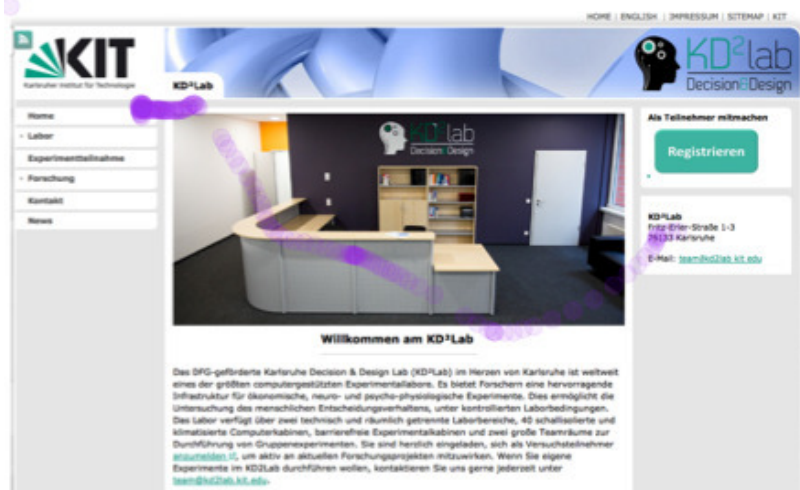 HOME | ENGLISH | IMPRESSUM | SITEMAP | KIT
KIT
Karlsruher Institut für Technologie
KD²Lab
KD²lab
Decision&Design
Home
Labor
Experimentteilnahme
Forschung
Kontakt
News
KD²lab
Decision&Design
Als Teilnehmer mitmachen
Registrieren
KD²Lab
Fritz-Erler-Straße 1-3
76133 Karlsruhe
E-Mail: team@kd2lab.kit.edu
Willkommen am KD²Lab
Das DFG-geförderte Karlsruhe Decision & Design Lab (KD²Lab) im Herzen von Karlsruhe ist weltweit
eines der größten computergestützten Experimentallabore. Es bietet Forschern eine hervorragende
Infrastruktur für ökonomische, neuro- und psycho-physiologische Experimente. Dies ermöglicht die
Untersuchung des menschlichen Entscheidungsverhaltens, unter kontrollierten Laborbedingungen.
Das Labor verfügt über zwei technisch und räumlich getrennte Laborbereiche, 40 schallisolierte und
klimatisierte Computerkabinen, barrierefreie Experimentalkabinen und zwei große Teamräume zur
Durchführung von Gruppenexperimenten. Sie sind herzlich eingeladen, sich als Versuchsteilnehmer
anzumelden, um aktiv an aktuellen Forschungsprojekten mitzuwirken. Wenn Sie eigene
Experimente im KD2Lab durchführen wollen, kontaktieren Sie uns gerne jederzeit unter
team@kd2lab.kit.edu.